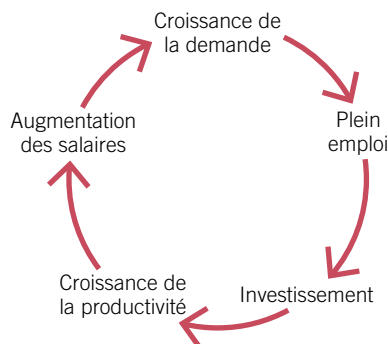 Croissance de
la demande
Plein
emploi
Investissement
Croissance de
la productivité
Augmentation
des salaires